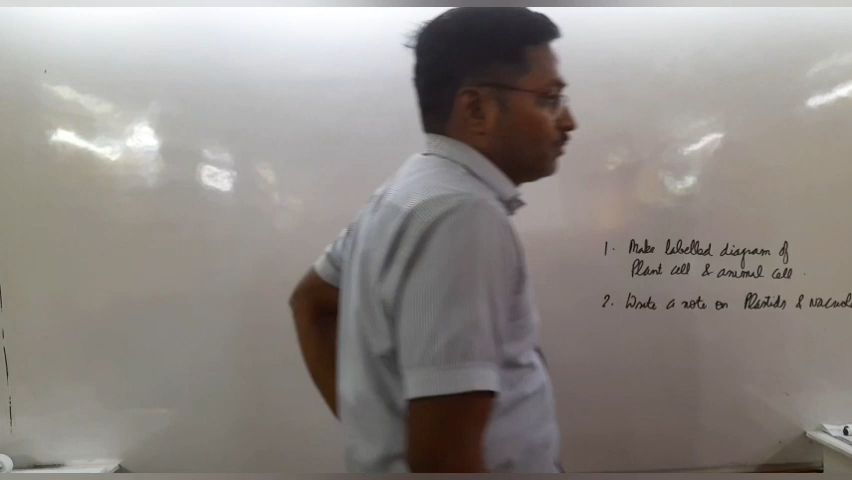 1. Make labelled diagram of
Plant cell & animal cell.
2. Write a note on Plastids &